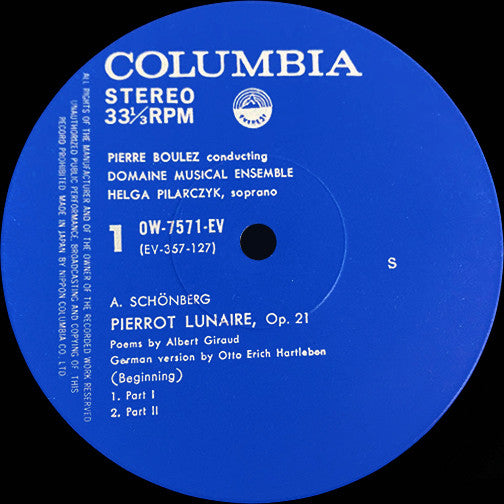 COLUMBIA
STEREO
33⅓RPM
EVEREST
PIERRE BOULEZ conducting
DOMAINE MUSICAL ENSEMBLE
HELGA PILARCZYK, soprano
1
OW-7571-EV
(EV-357-127)
S
A. SCHÖNBERG
PIERROT LUNAIRE, Op. 21
Poems by Albert Giraud
German version by Otto Erich Hartleben
(Beginning)
1. Part I
2. Part II
ALL RIGHTS OF THE MANUFACTURER AND OF THE OWNER OF THE RECORDED WORK RESERVED
UNAUTHORIZED PUBLIC PERFORMANCE, BROADCASTING AND COPYING OF THIS
RECORD PROHIBITED MADE IN JAPAN BY NIPPON COLUMBIA CO. LTD.